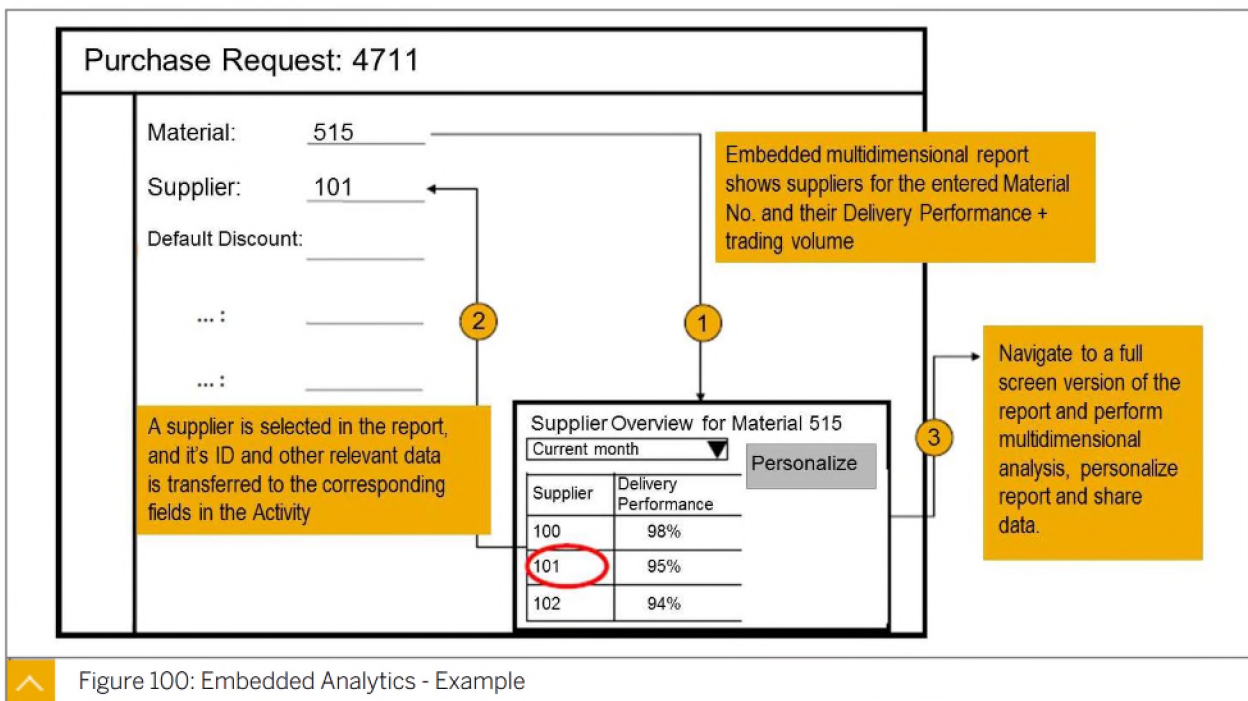 Purchase Request: 4711
Material: 515
Supplier: 101
Default Discount:
... :
... :
Embedded multidimensional report
shows suppliers for the entered Material
No. and their Delivery Performance +
trading volume
2
1
A supplier is selected in the report,
and it's ID and other relevant data
is transferred to the corresponding
fields in the Activity
Supplier Overview for Material 515
Current month
Personalize
Supplier Delivery
Performance
100 98%
101 95%
102 94%
3
Navigate to a full
screen version of the
report and perform
multidimensional
analysis, personalize
report and share
data.
Figure 100: Embedded Analytics - Example